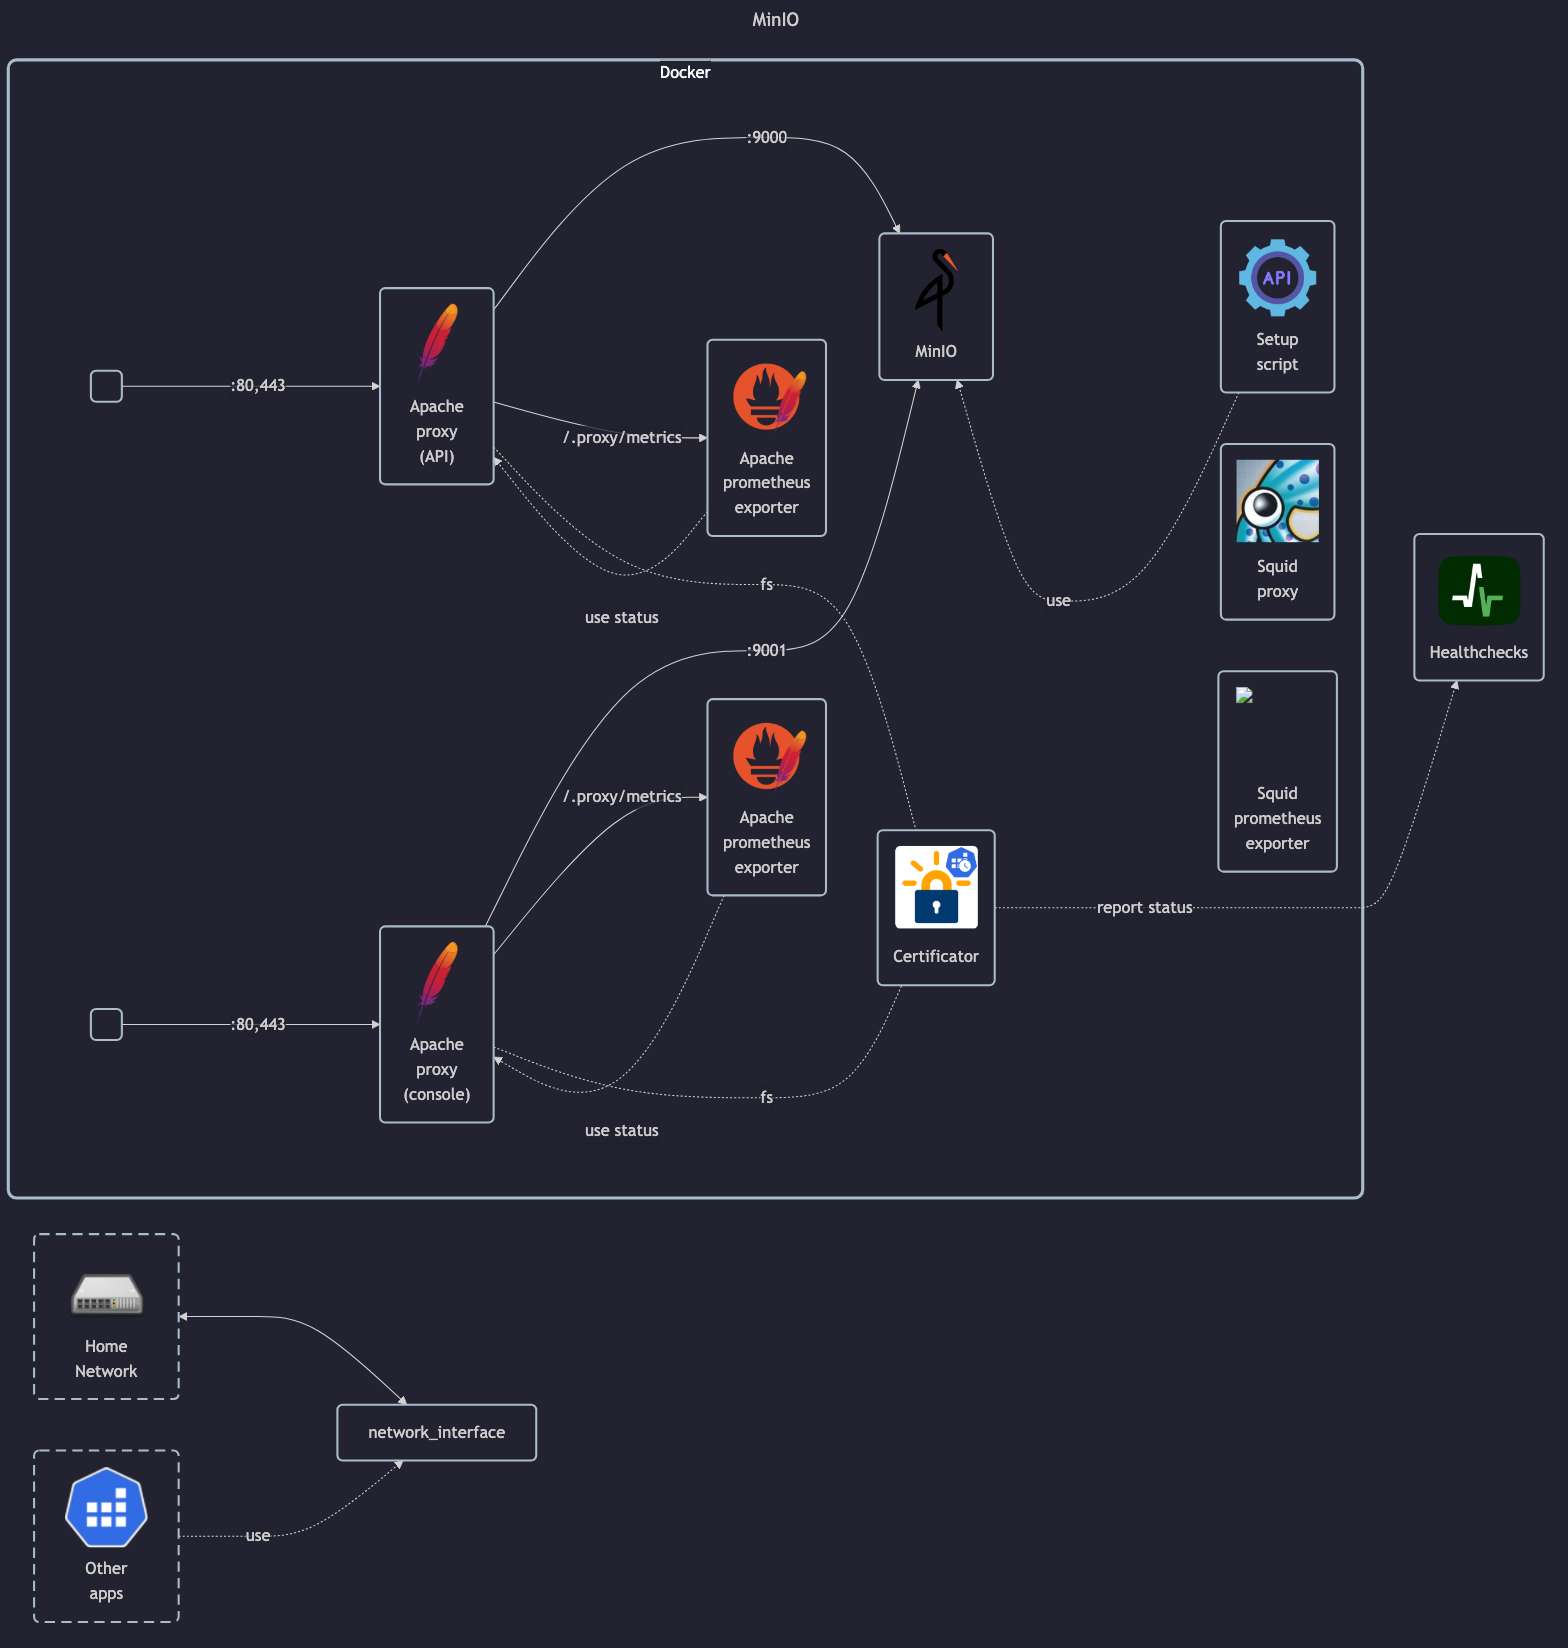 MinIO
Docker
:9000
MinIO
API
Setup
script
:80,443
Apache
proxy
(API)
/.proxy/metrics
Apache
prometheus
exporter
Squid
proxy
fs
use
use status
:9001
Healthchecks
/.proxy/metrics
Apache
prometheus
exporter
Squid
prometheus
exporter
report status
Certificator
:80,443
Apache
proxy
(console)
fs
use status
Home
Network
network_interface
use
Other
apps